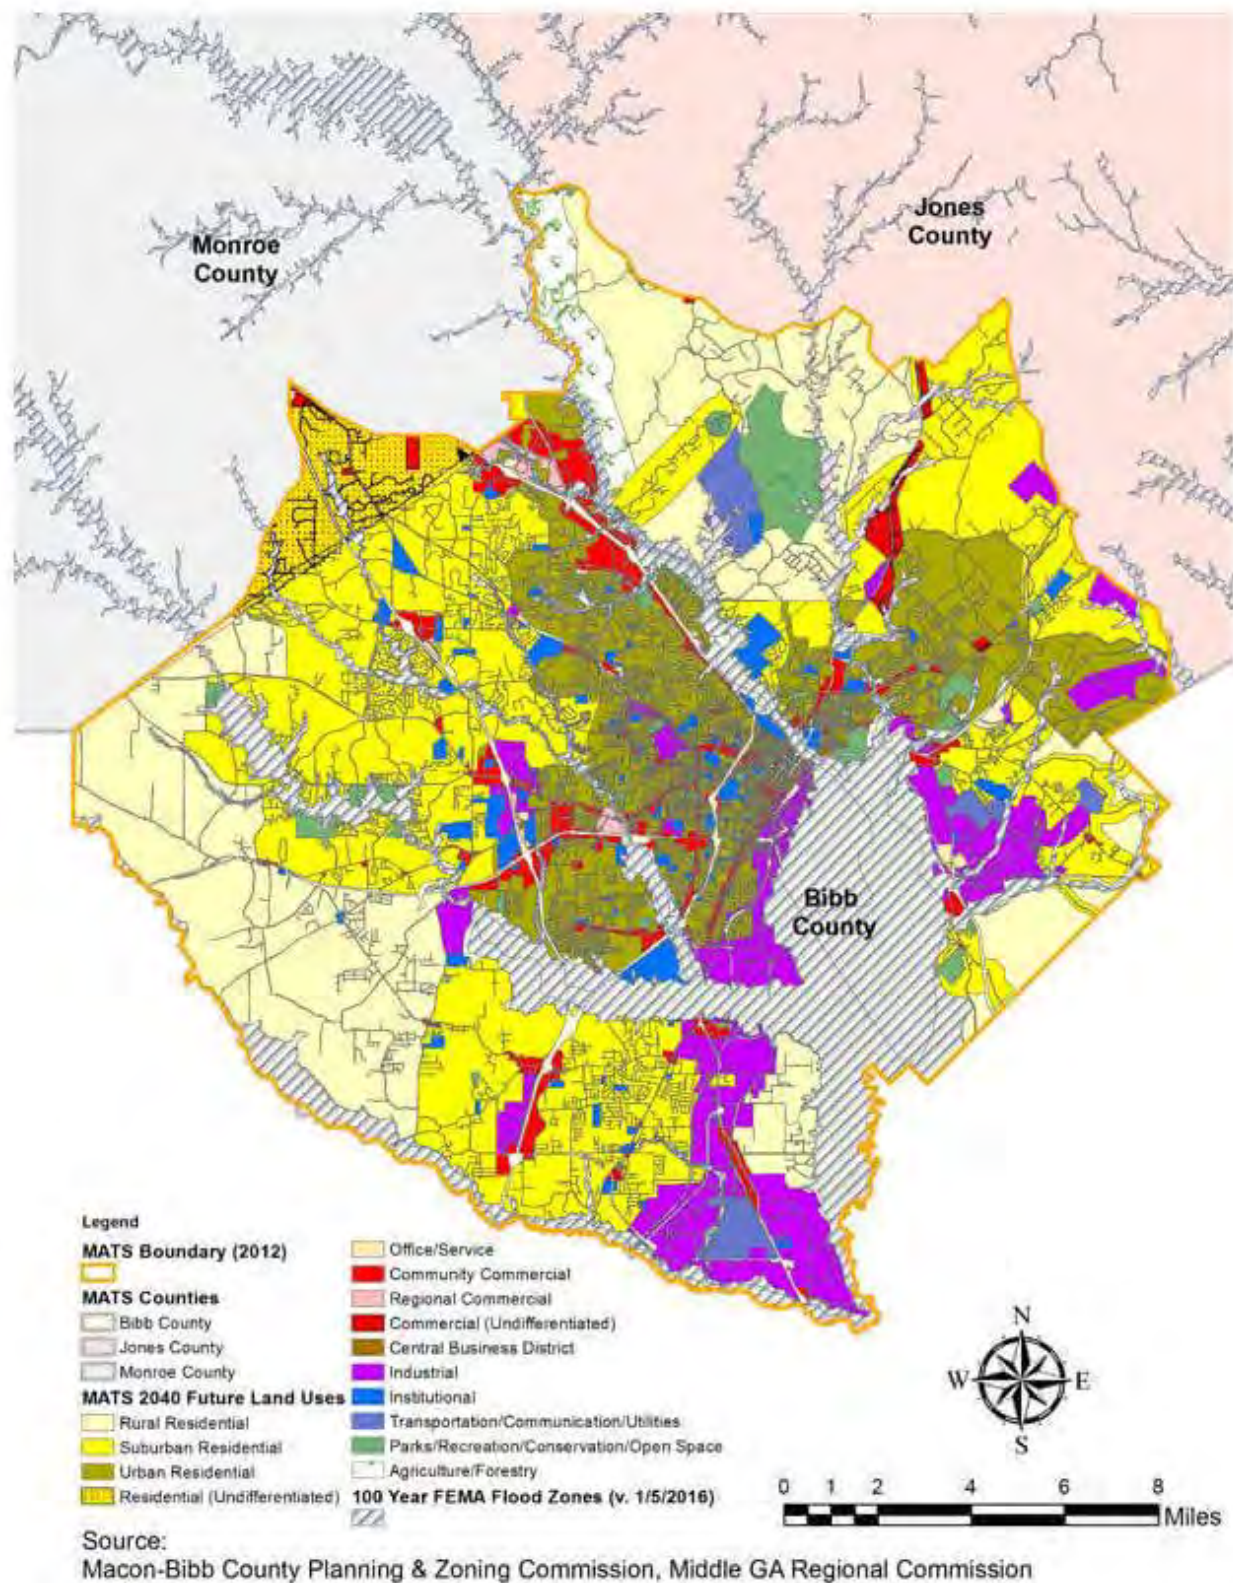 Monroe
County
Jones
County
Bibb
County
Legend
MATS Boundary (2012)
MATS Counties
Bibb County
Jones County
Monroe County
MATS 2040 Future Land Uses
Rural Residential
Suburban Residential
Urban Residential
Residential (Undifferentiated)
Office/Service
Community Commercial
Regional Commercial
Commercial (Undifferentiated)
Central Business District
Industrial
Institutional
Transportation/Communication/Utilities
Parks/Recreation/Conservation/Open Space
Agriculture/Forestry
100 Year FEMA Flood Zones (v. 1/5/2016)
N
W E
S
0 1 2 4 6 8
Miles
Source:
Macon-Bibb County Planning & Zoning Commission, Middle GA Regional Commission